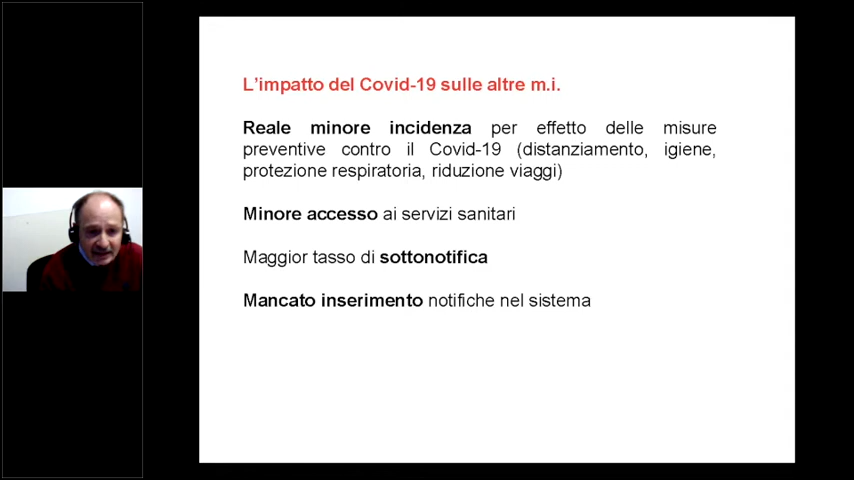 L'impatto del Covid-19 sulle altre m.i.
Reale minore incidenza per effetto delle misure
preventive contro il Covid-19 (distanziamento, igiene,
protezione respiratoria, riduzione viaggi)
Minore accesso ai servizi sanitari
Maggior tasso di sottonotifica
Mancato inserimento notifiche nel sistema